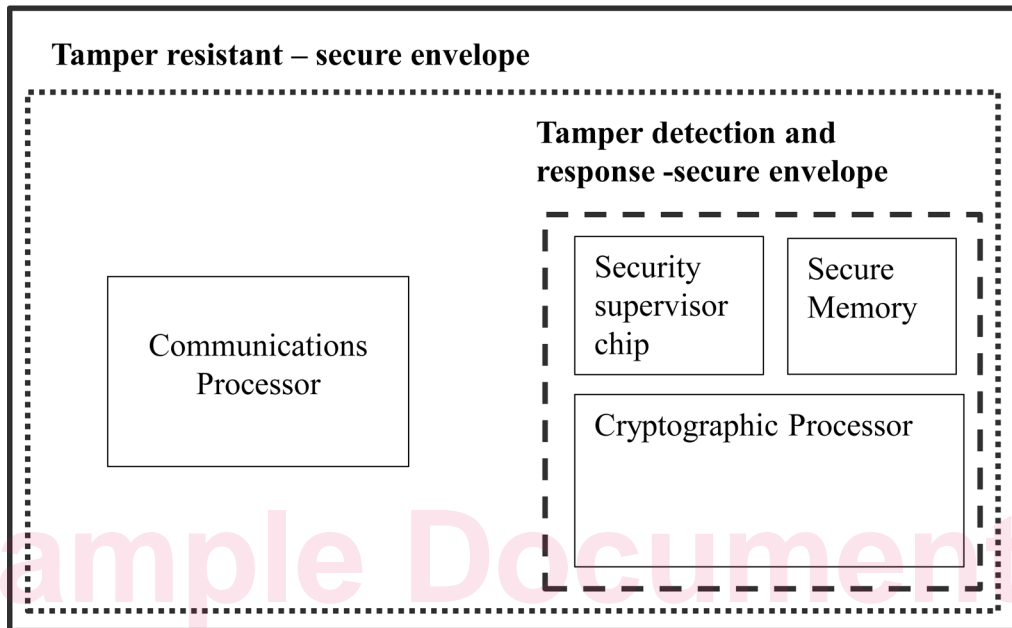 Tamper resistant – secure envelope
Tamper detection and
response -secure envelope
Security
supervisor
chip
Secure
Memory
Communications
Processor
Cryptographic Processor
ample Document